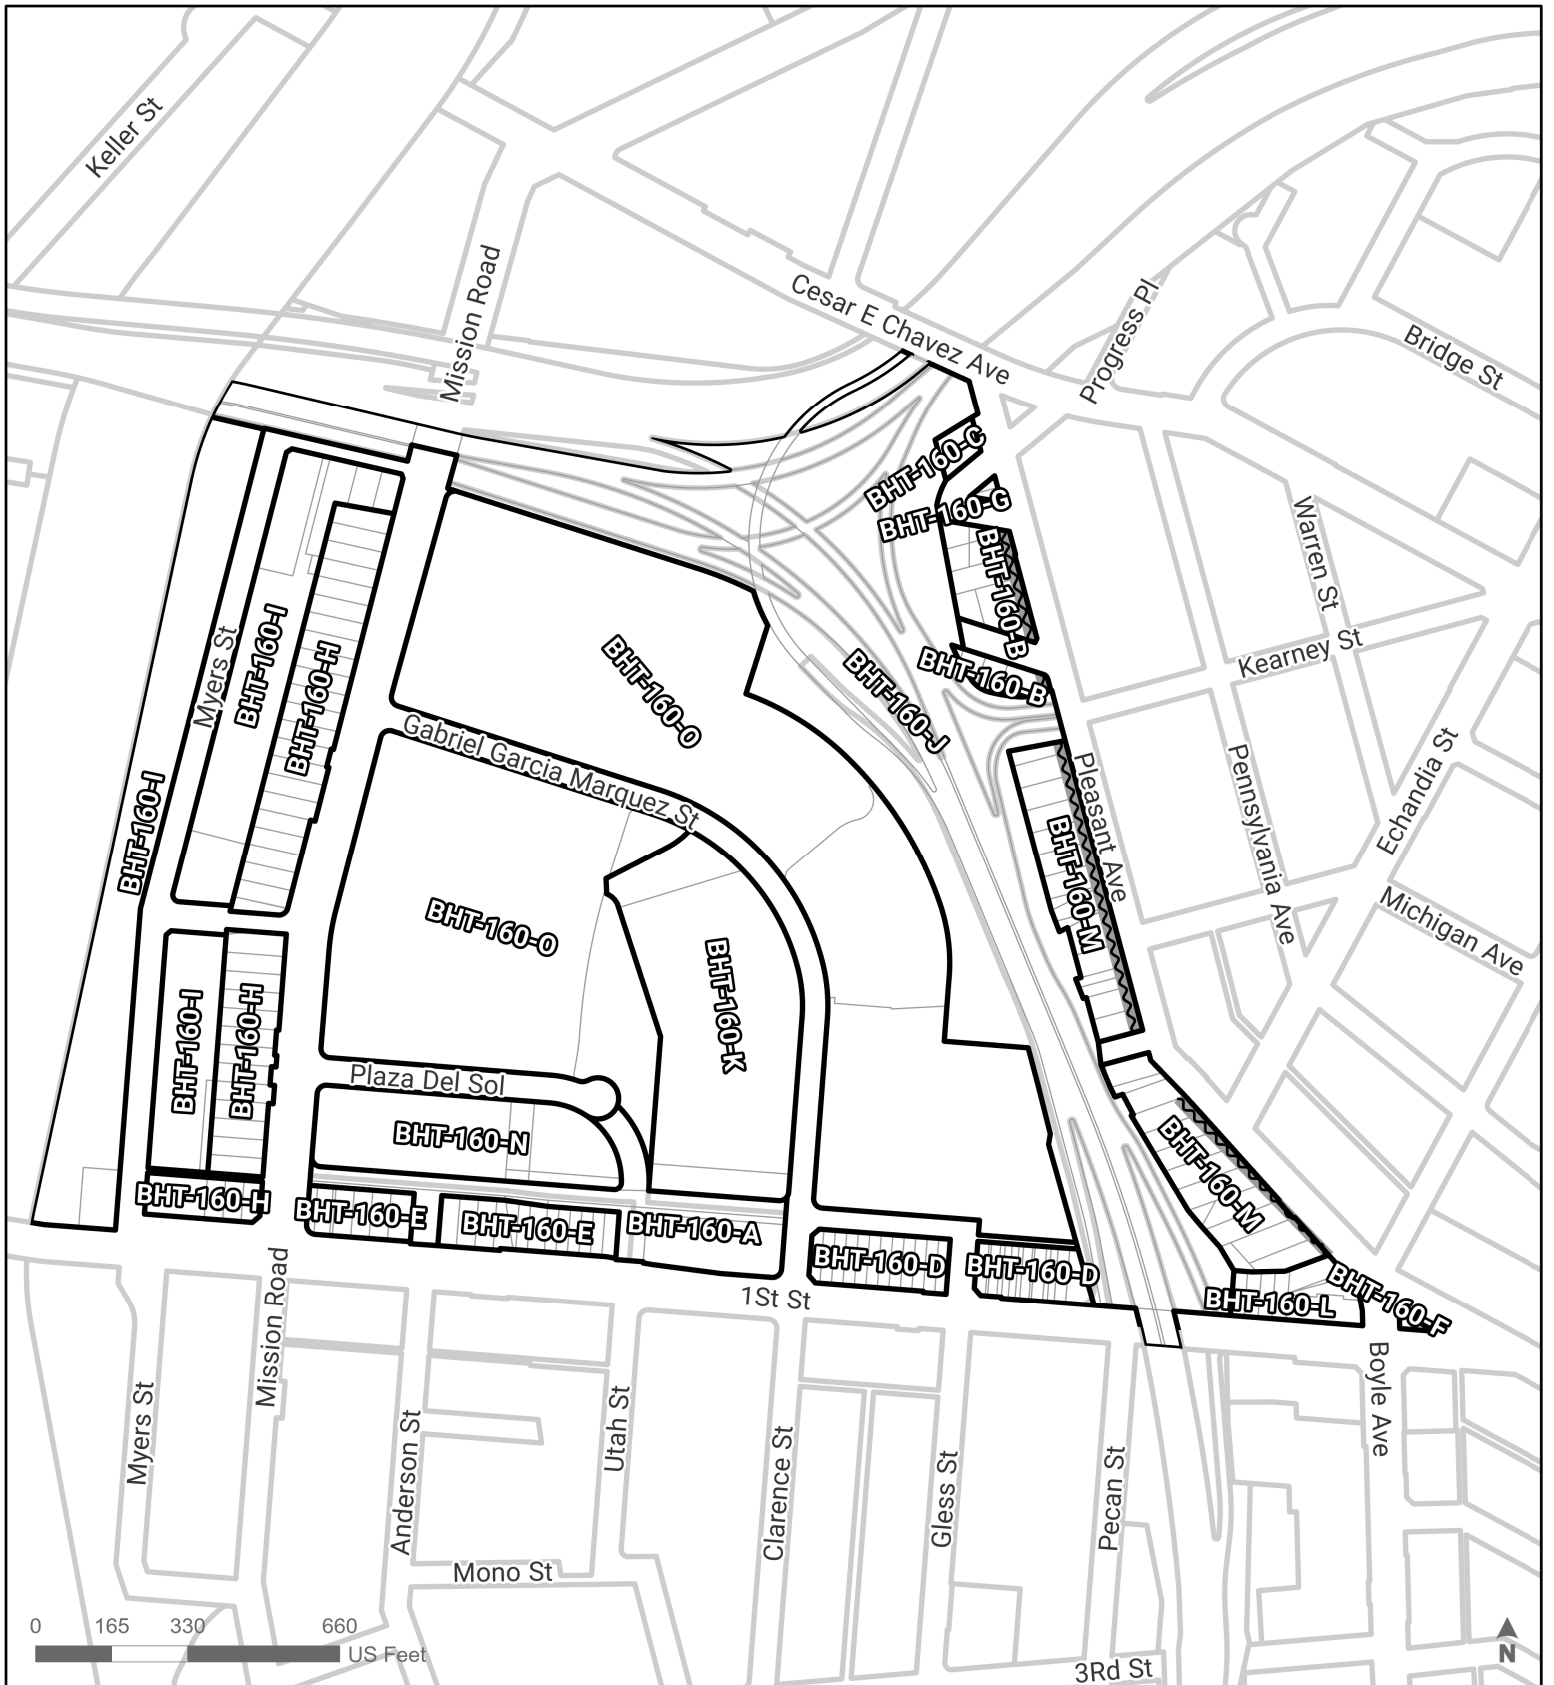 Keller St
Mission Road
Cesar E Chavez Ave
Progress Pl
Bridge St
BHT-160-C
BHT-160-G
BHT-160-B
Warren St
Myers St
BHT-160-I
BHT-160-H
BHT-160-O
BHT-160-J
BHT-160-B
Kearney St
Gabriel Garcia Marquez St
BHT-160-I
BHT-160-O
BHT-160-K
BHT-160-M
Pleasant Ave
Pennsylvania Ave
Echandia St
Michigan Ave
BHT-160-I
BHT-160-H
Plaza Del Sol
BHT-160-N
BHT-160-M
BHT-160-H
BHT-160-E
BHT-160-E
BHT-160-A
BHT-160-D
BHT-160-D
BHT-160-L
BHT-160-F
1St St
Myers St
Mission Road
Anderson St
Utah St
Clarence St
Gless St
Pecan St
Boyle Ave
Mono St
3Rd St
0 165 330 660
US Feet
N